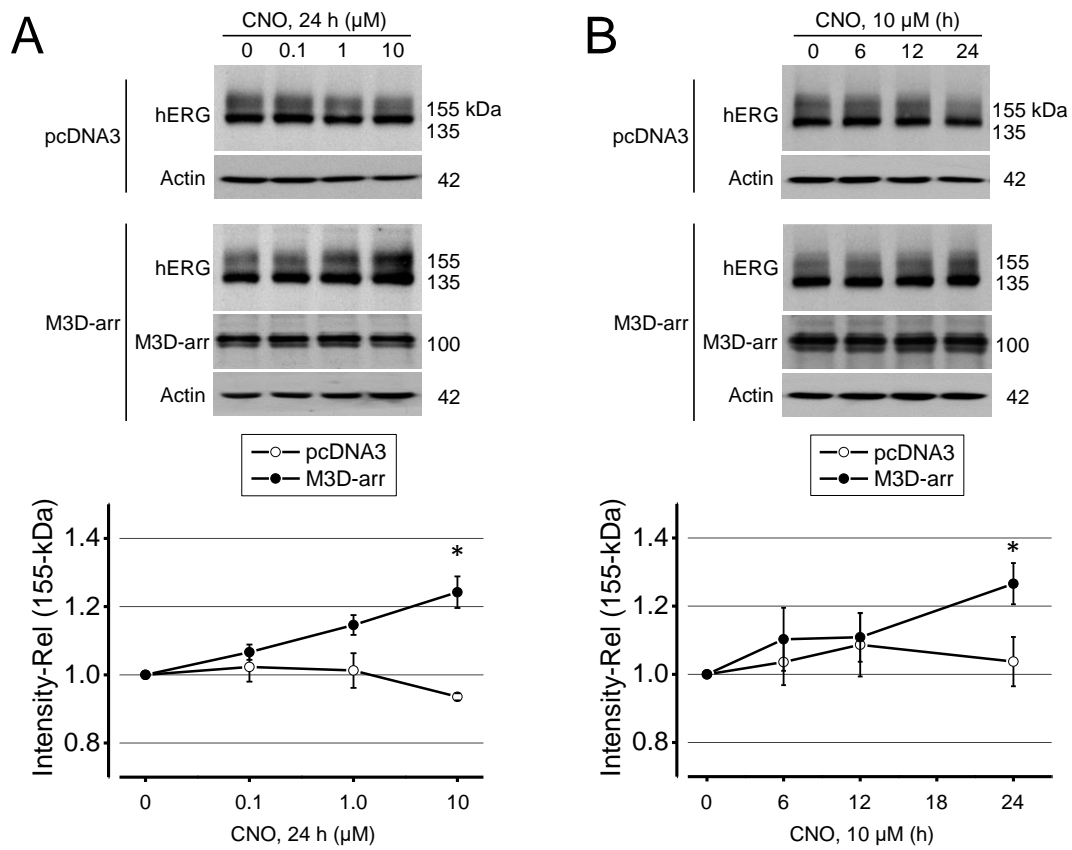 A
CNO, 24 h (µM)
0 0.1 1 10
pcDNA3
hERG
155 kDa
135
Actin
42
M3D-arr
hERG
155
135
M3D-arr
100
Actin
42
pcDNA3
M3D-arr
Intensity-Rel (155-kDa)
1.4
1.2
1.0
0.8
*
0 0.1 1.0 10
CNO, 24 h (µM)
B
CNO, 10 µM (h)
0 6 12 24
pcDNA3
hERG
155 kDa
135
Actin
42
M3D-arr
hERG
155
135
M3D-arr
100
Actin
42
pcDNA3
M3D-arr
Intensity-Rel (155-kDa)
1.4
1.2
1.0
0.8
*
0 6 12 18 24
CNO, 10 µM (h)